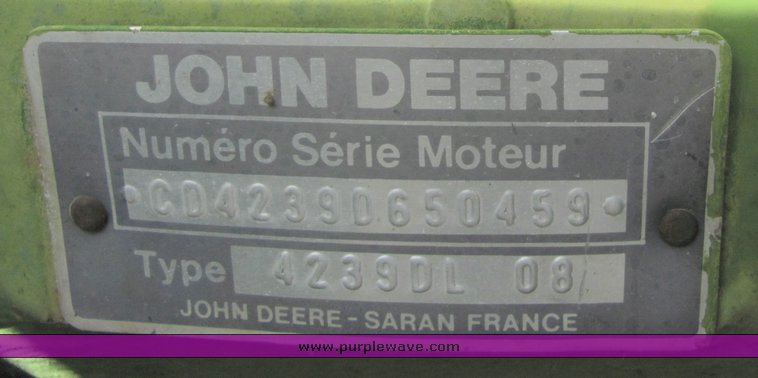 JOHN DEERE
Numéro Série Moteur
CD4239D650459
Type 4239DL 08
JOHN DEERE - SARAN FRANCE
www.purplewave.com